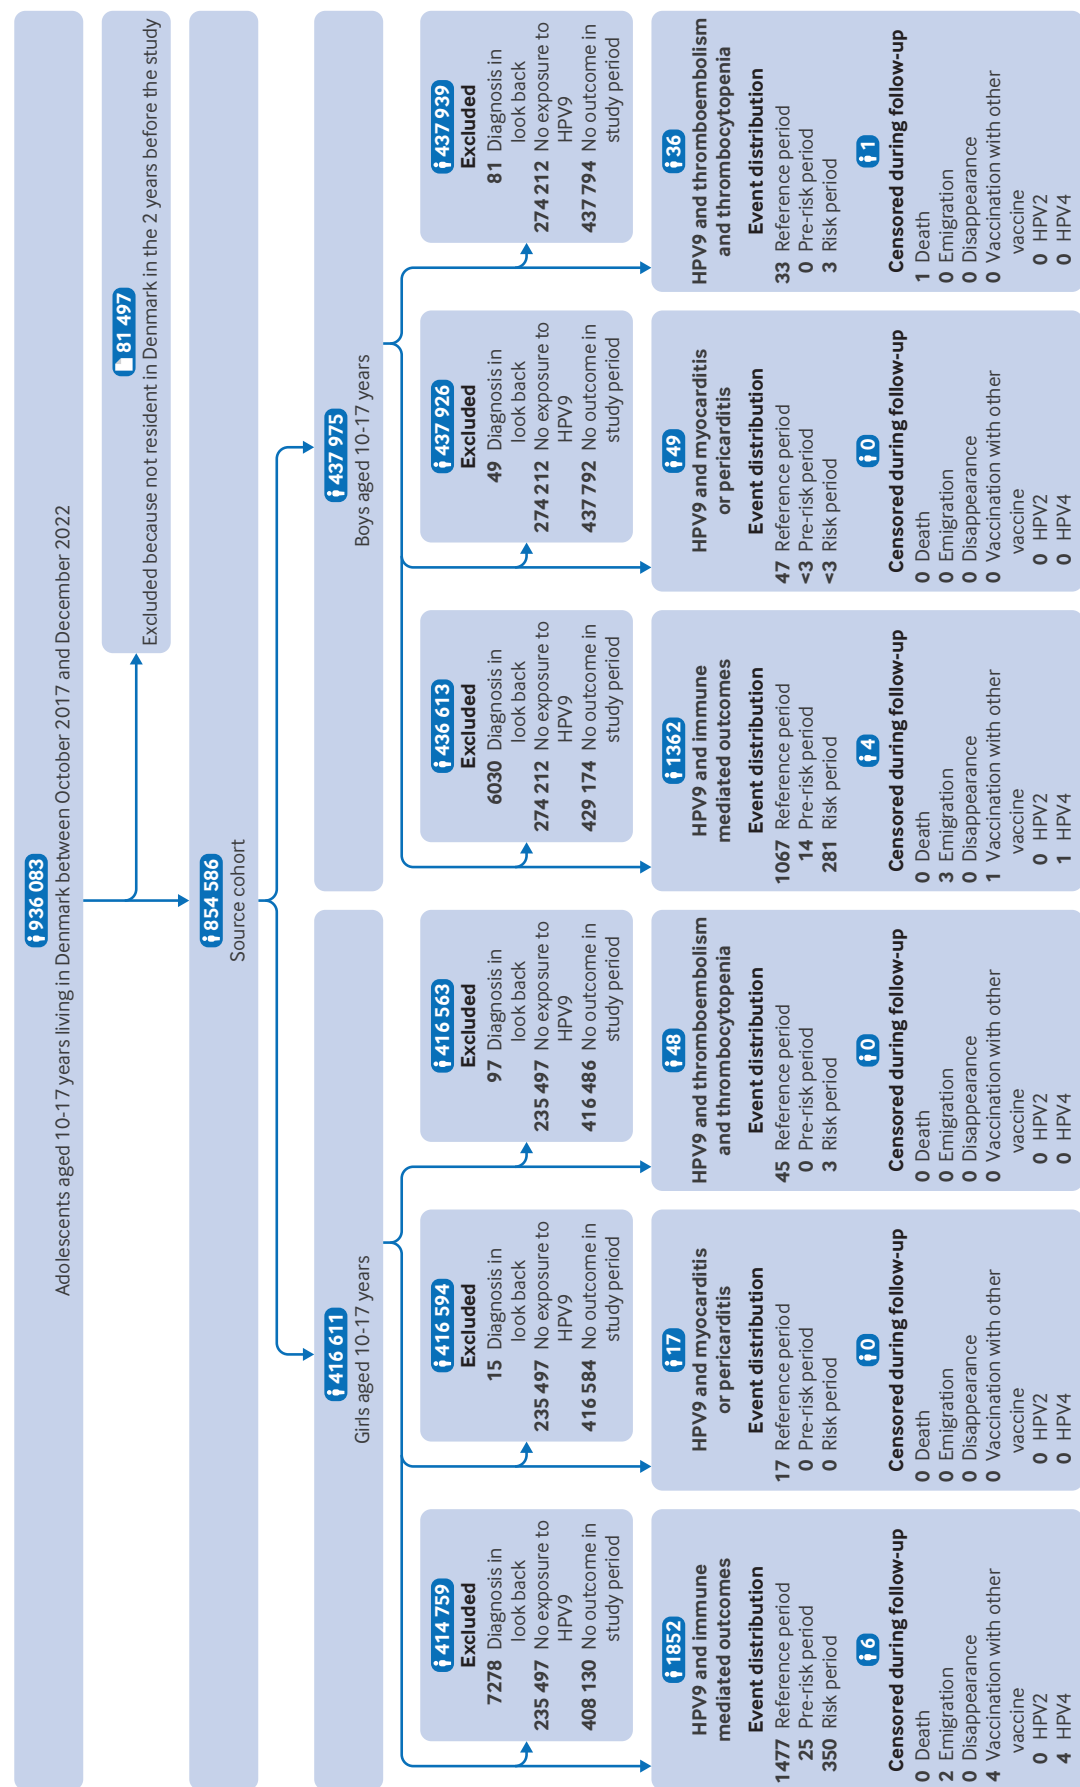 936 083
Adolescents aged 10-17 years living in Denmark between October 2017 and December 2022
81 497
Excluded because not resident in Denmark in the 2 years before the study
854 586
Source cohort
416 611
Girls aged 10-17 years
437 975
Boys aged 10-17 years
414 759
Excluded
7278 Diagnosis in
look back
235 497 No exposure to
HPV9
408 130 No outcome in
study period
416 594
Excluded
15 Diagnosis in
look back
235 497 No exposure to
HPV9
416 584 No outcome in
study period
416 563
Excluded
97 Diagnosis in
look back
235 497 No exposure to
HPV9
416 486 No outcome in
study period
436 613
Excluded
6030 Diagnosis in
look back
274 212 No exposure to
HPV9
429 174 No outcome in
study period
437 926
Excluded
49 Diagnosis in
look back
274 212 No exposure to
HPV9
437 792 No outcome in
study period
437 939
Excluded
81 Diagnosis in
look back
274 212 No exposure to
HPV9
437 794 No outcome in
study period
1852
HPV9 and immune
mediated outcomes
Event distribution
1477 Reference period
25 Pre-risk period
350 Risk period
6
Censored during follow-up
0 Death
2 Emigration
0 Disappearance
4 Vaccination with other
vaccine
0 HPV2
4 HPV4
17
HPV9 and myocarditis
or pericarditis
Event distribution
17 Reference period
0 Pre-risk period
0 Risk period
0
Censored during follow-up
0 Death
0 Emigration
0 Disappearance
0 Vaccination with other
vaccine
0 HPV2
0 HPV4
48
HPV9 and thromboembolism
and thrombocytopenia
Event distribution
45 Reference period
0 Pre-risk period
3 Risk period
0
Censored during follow-up
0 Death
0 Emigration
0 Disappearance
0 Vaccination with other
vaccine
0 HPV2
0 HPV4
1362
HPV9 and immune
mediated outcomes
Event distribution
1067 Reference period
14 Pre-risk period
281 Risk period
4
Censored during follow-up
0 Death
3 Emigration
0 Disappearance
1 Vaccination with other
vaccine
0 HPV2
1 HPV4
49
HPV9 and myocarditis
or pericarditis
Event distribution
47 Reference period
<3 Pre-risk period
<3 Risk period
0
Censored during follow-up
0 Death
0 Emigration
0 Disappearance
0 Vaccination with other
vaccine
0 HPV2
0 HPV4
36
HPV9 and thromboembolism
and thrombocytopenia
Event distribution
33 Reference period
0 Pre-risk period
3 Risk period
1
Censored during follow-up
1 Death
0 Emigration
0 Disappearance
0 Vaccination with other
vaccine
0 HPV2
0 HPV4